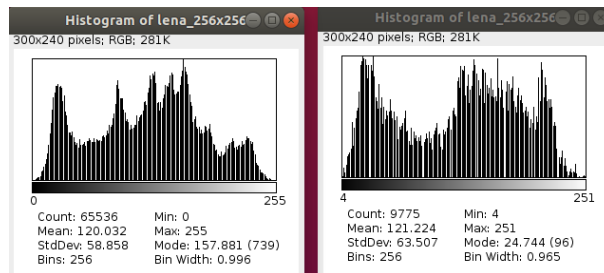 Histogram of lena_256x256
300x240 pixels; RGB; 281K
0 255
Count: 65536 Min: 0
Mean: 120.032 Max: 255
StdDev: 58.858 Mode: 157.881 (739)
Bins: 256 Bin Width: 0.996
Histogram of lena_256x256
300x240 pixels; RGB; 281K
4 251
Count: 9775 Min: 4
Mean: 121.224 Max: 251
StdDev: 63.507 Mode: 24.744 (96)
Bins: 256 Bin Width: 0.965